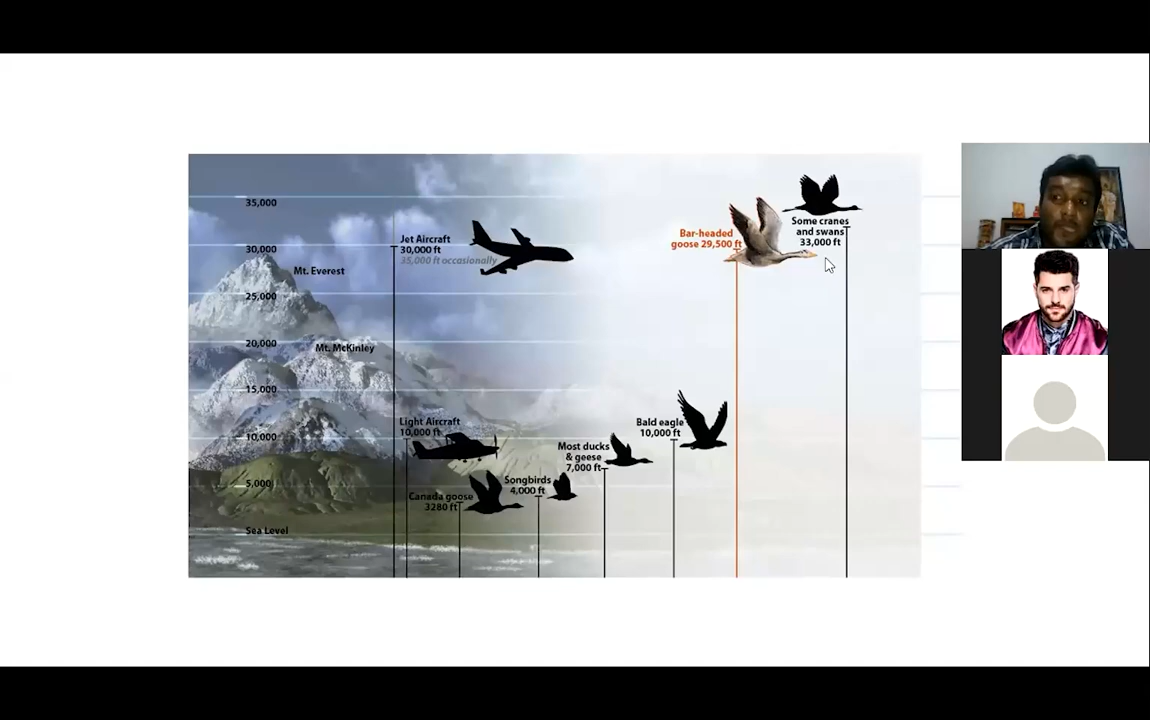 35,000
30,000
25,000
20,000
15,000
10,000
5,000
Sea Level
Mt. Everest
Mt. McKinley
Jet Aircraft
30,000 ft
35,000 ft occasionally
Light Aircraft
10,000 ft
Canada goose
3280 ft
Songbirds
4,000 ft
Most ducks
& geese
7,000 ft
Bald eagle
10,000 ft
Bar-headed
goose 29,500 ft
Some cranes
and swans
33,000 ft